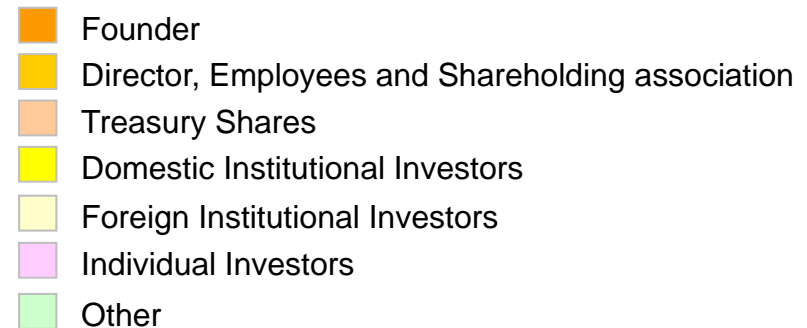 Founder
Director, Employees and Shareholding association
Treasury Shares
Domestic Institutional Investors
Foreign Institutional Investors
Individual Investors
Other